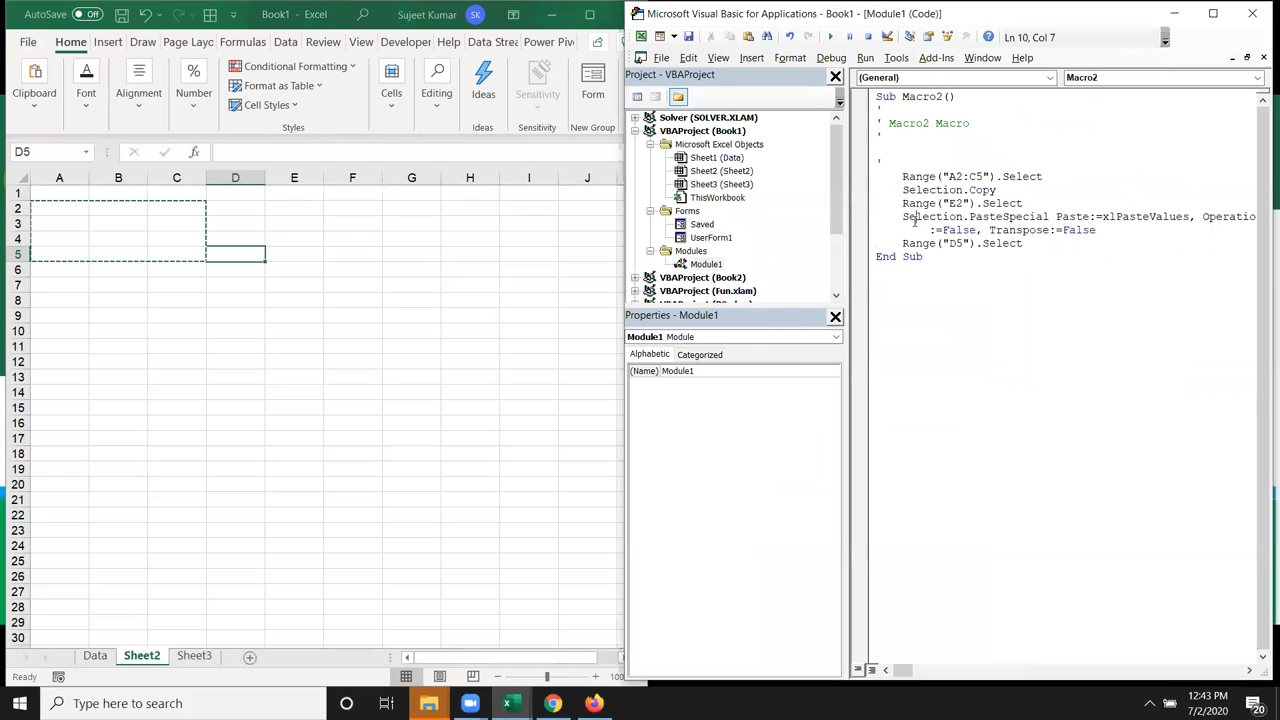 AutoSave Off Book1 - Excel Sujeet Kumar SK
File Home Insert Draw Page Layo Formulas Data Review View Developer Help Data Stream Power Piv
Clipboard Font Alignment Number Conditional Formatting Format as Table Cell Styles Cells Editing Ideas Sensitivity Form
Styles Ideas Sensitivity New Group
D5 fx
A B C D E F G H I J
1
2
3
4
5
6
7
8
9
10
11
12
13
14
15
16
17
18
19
20
21
22
23
24
25
26
27
28
29
30
Data Sheet2 Sheet3
Ready 100
Microsoft Visual Basic for Applications - Book1 - [Module1 (Code)]
Ln 10, Col 7
File Edit View Insert Format Debug Run Tools Add-Ins Window Help
Project - VBAProject
Solver (SOLVER.XLAM)
VBAProject (Book1)
Microsoft Excel Objects
Sheet1 (Data)
Sheet2 (Sheet2)
Sheet3 (Sheet3)
ThisWorkbook
Forms
Saved
UserForm1
Modules
Module1
VBAProject (Book2)
VBAProject (Fun.xlam)
Properties - Module1
Module1 Module
Alphabetic Categorized
(Name) Module1
(General) Macro2
Sub Macro2()
'
' Macro2 Macro
'
'
Range("A2:C5").Select
Selection.Copy
Range("E2").Select
Selection.PasteSpecial Paste:=xlPasteValues, Operatio
:=False, Transpose:=False
Range("D5").Select
End Sub
Type here to search
12:43 PM
7/2/2020
20